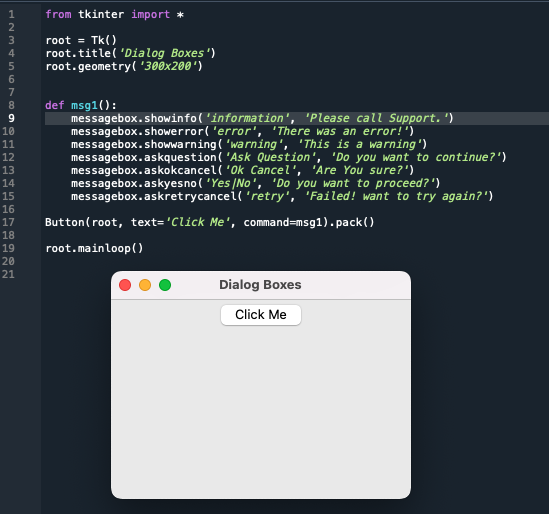 1 from tkinter import *
2
3 root = Tk()
4 root.title('Dialog Boxes')
5 root.geometry('300x200')
6
7
8 def msg1():
9     messagebox.showinfo('information', 'Please call Support.')
10     messagebox.showerror('error', 'There was an error!')
11     messagebox.showwarning('warning', 'This is a warning')
12     messagebox.askquestion('Ask Question', 'Do you want to continue?')
13     messagebox.askokcancel('Ok Cancel', 'Are You sure?')
14     messagebox.askyesno('Yes|No', 'Do you want to proceed?')
15     messagebox.askretrycancel('retry', 'Failed! want to try again?')
16
17 Button(root, text='Click Me', command=msg1).pack()
18
19 root.mainloop()
20
21
Dialog Boxes
Click Me